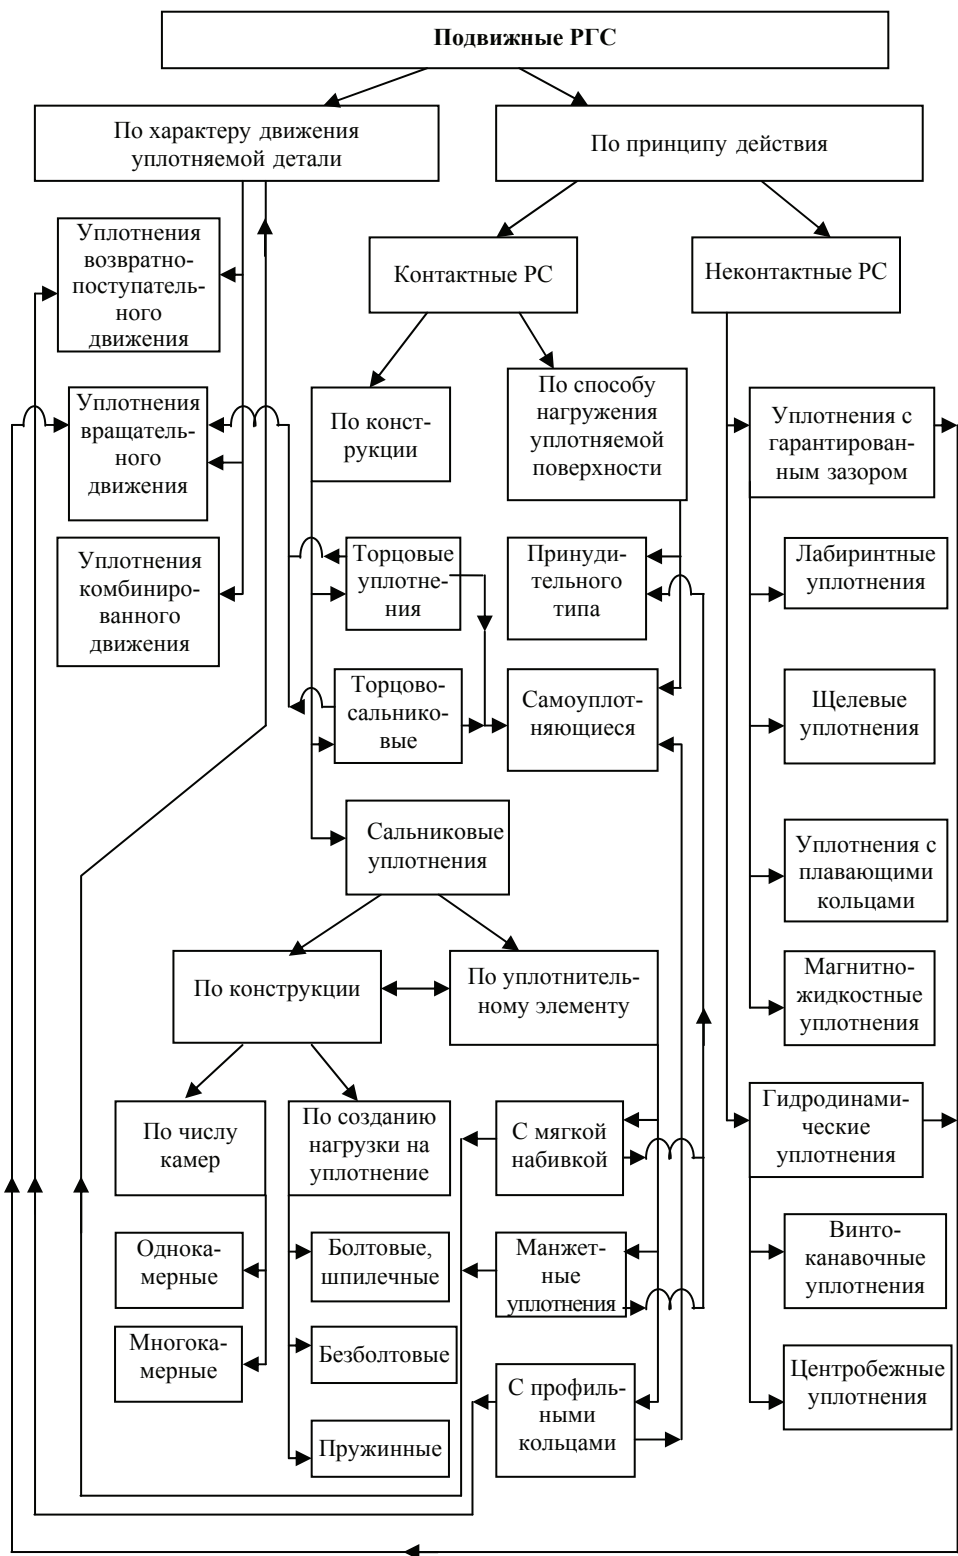 Подвижные РГС
По характеру движения
уплотняемой детали
По принципу действия
Уплотнения
возвратно-
поступатель-
ного
движения
Контактные РС
Неконтактные РС
Уплотнения
вращатель-
ного
движения
По конст-
рукции
По способу
нагружения
уплотняемой
поверхности
Уплотнения с
гарантирован-
ным зазором
Уплотнения
комбиниро-
ванного
движения
Торцовые
уплотне-
ния
Принуди-
тельного
типа
Лабиринтные
уплотнения
Торцово-
сальнико-
вые
Самоуплот-
няющиеся
Щелевые
уплотнения
Сальниковые
уплотнения
Уплотнения с
плавающими
кольцами
По конструкции
По уплотнитель-
ному элементу
Магнитно-
жидкостные
уплотнения
По числу
камер
По созданию
нагрузки на
уплотнение
С мягкой
набивкой
Гидродинами-
ческие
уплотнения
Однока-
мерные
Болтовые,
шпилечные
Манжет-
ные
уплотнения
Винто-
канавочные
уплотнения
Многока-
мерные
Безболтовые
С профиль-
ными
кольцами
Центробежные
уплотнения
Пружинные